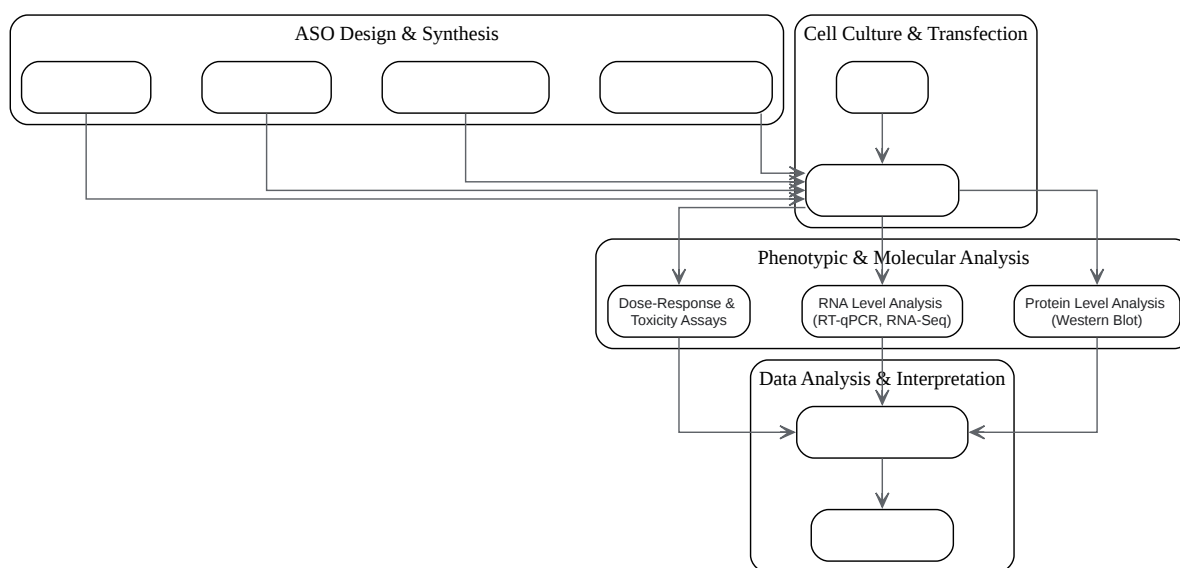 ASO Design & Synthesis
Cell Culture & Transfection
Phenotypic & Molecular Analysis
Dose-Response &
Toxicity Assays
RNA Level Analysis
(RT-qPCR, RNA-Seq)
Protein Level Analysis
(Western Blot)
Data Analysis & Interpretation